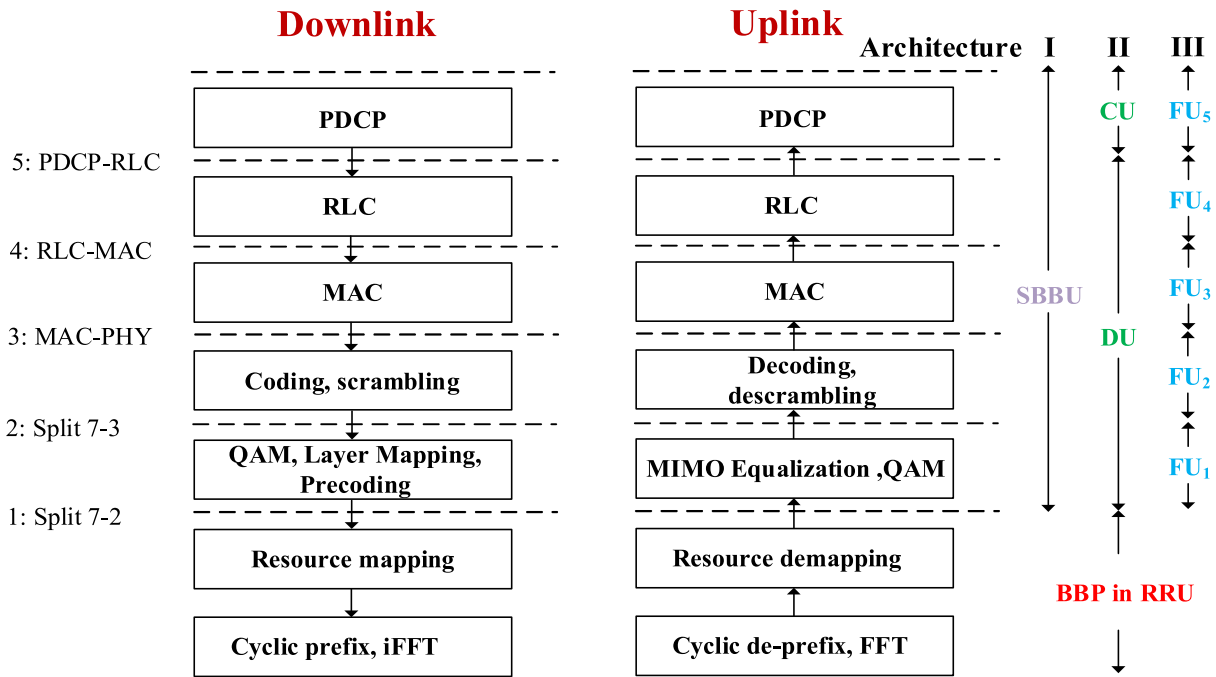 Downlink
Uplink
Architecture I II III
PDCP
PDCP
CU
FU5
5: PDCP-RLC
RLC
RLC
FU4
4: RLC-MAC
MAC
MAC
SBBU
FU3
3: MAC-PHY
DU
Coding, scrambling
Decoding,
descrambling
FU2
2: Split 7-3
QAM, Layer Mapping,
Precoding
MIMO Equalization ,QAM
FU1
1: Split 7-2
Resource mapping
Resource demapping
BBP in RRU
Cyclic prefix, iFFT
Cyclic de-prefix, FFT